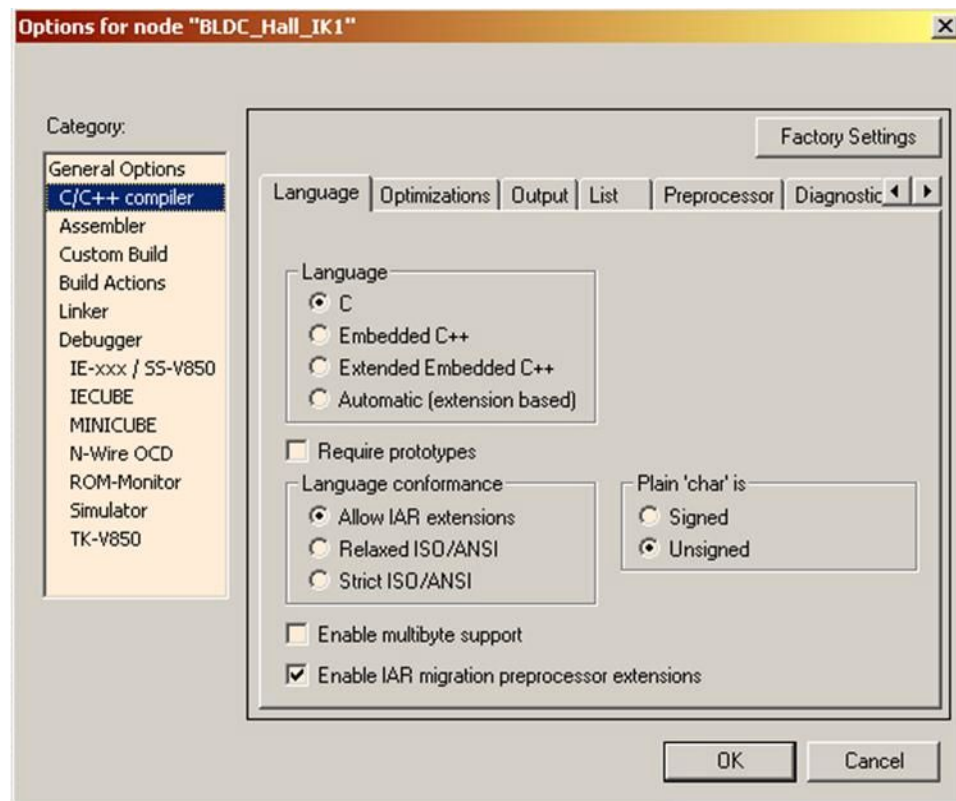 Options for node "BLDC_Hall_IK1"
Category:
Factory Settings
General Options
C/C++ compiler
Assembler
Custom Build
Build Actions
Linker
Debugger
IE-xxx / SS-V850
IECUBE
MINICUBE
N-Wire OCD
ROM-Monitor
Simulator
TK-V850
Language Optimizations Output List Preprocessor Diagnostic
Language
C
Embedded C++
Extended Embedded C++
Automatic (extension based)
Require prototypes
Language conformance
Allow IAR extensions
Relaxed ISO/ANSI
Strict ISO/ANSI
Plain 'char' is
Signed
Unsigned
Enable multibyte support
Enable IAR migration preprocessor extensions
OK Cancel